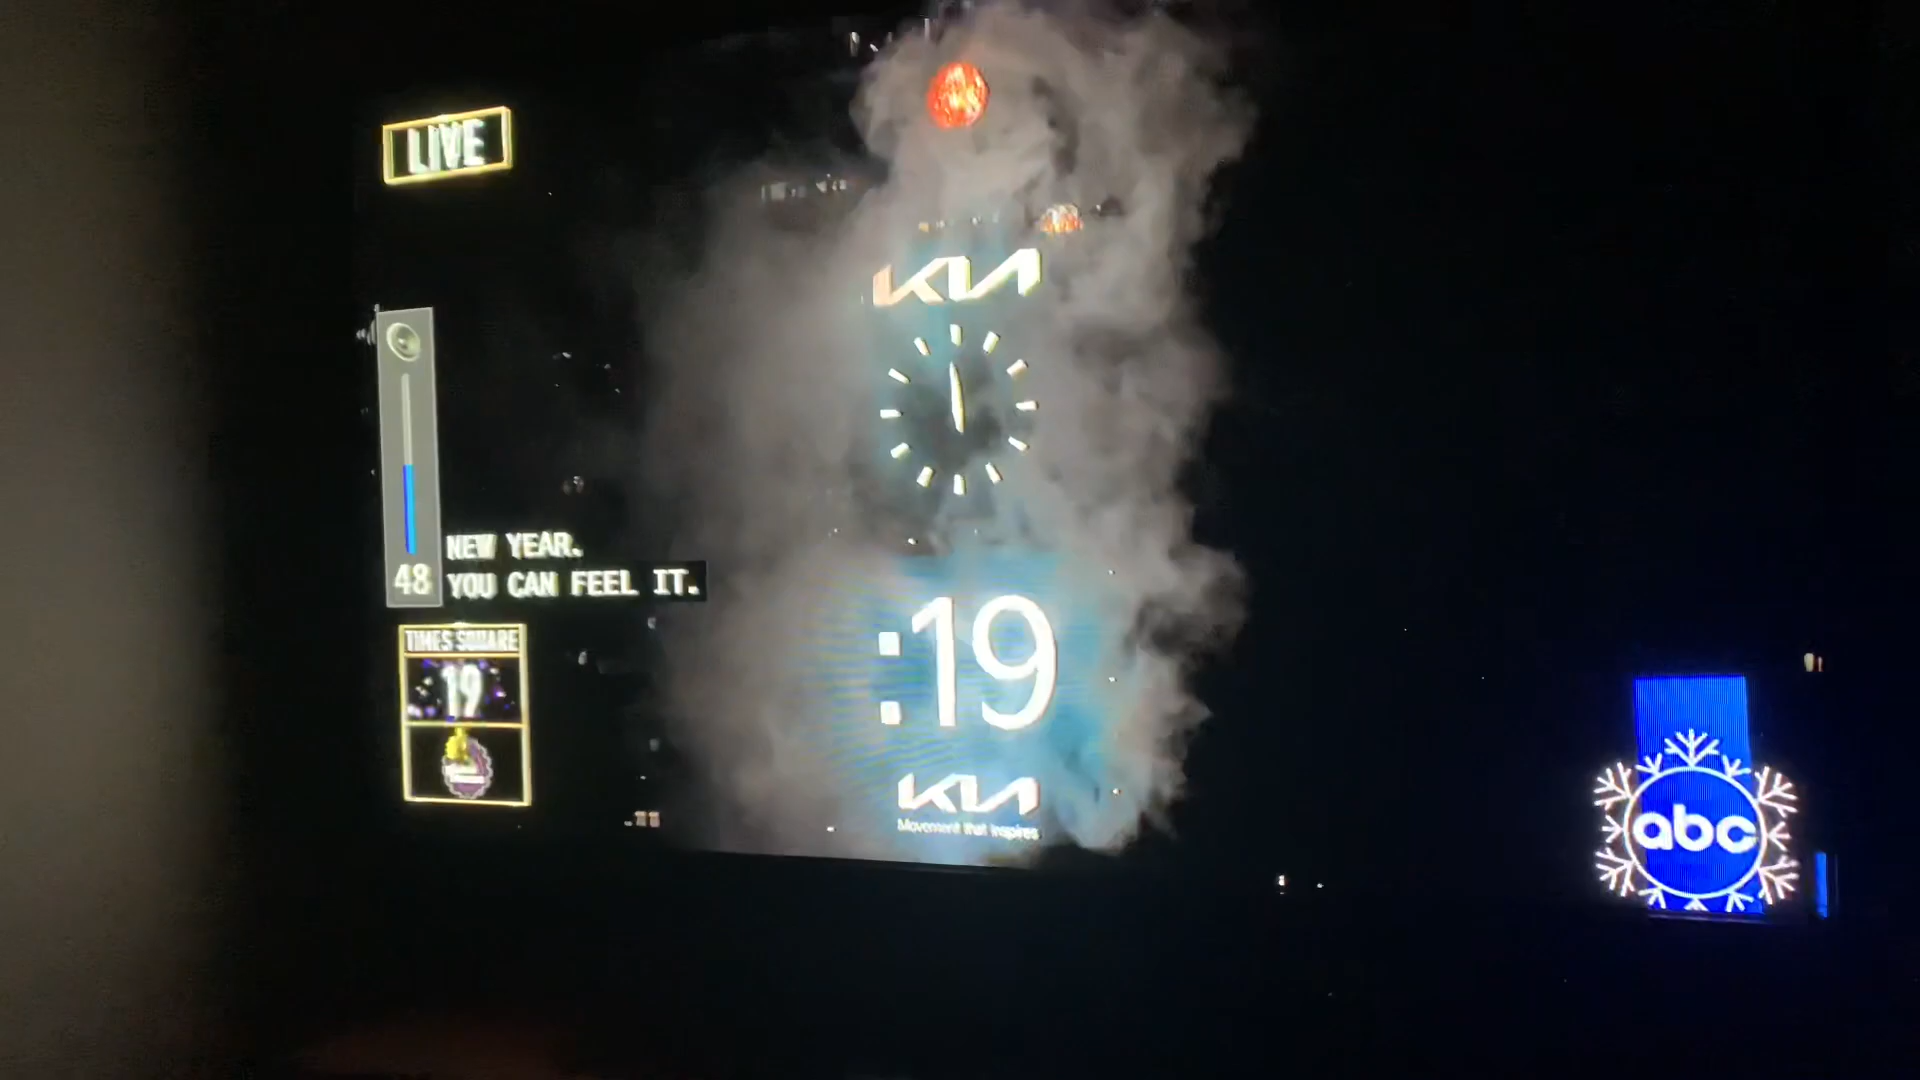 LIVE
KIA
48
NEW YEAR.
YOU CAN FEEL IT.
TIMES SQUARE
19
:19
KIA
Movement that inspires
abc